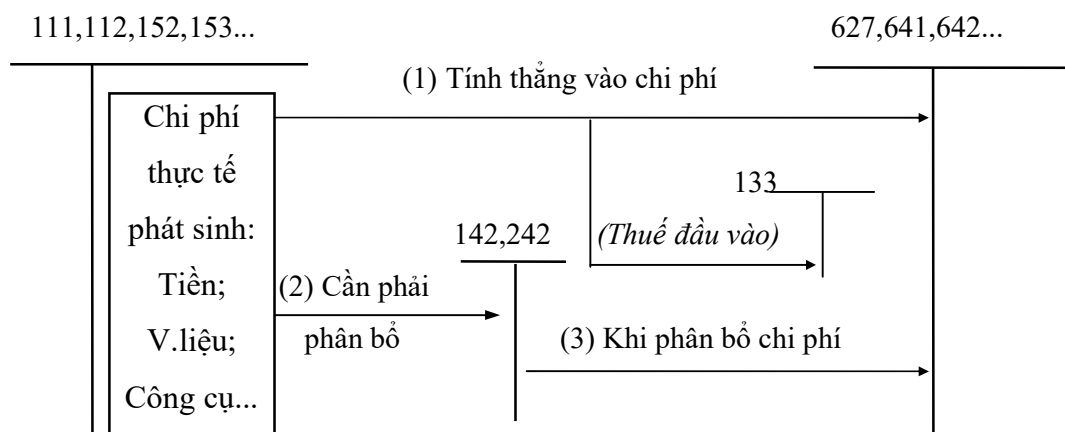 111,112,152,153...
627,641,642...
(1) Tính thẳng vào chi phí
Chi phí
thực tế
phát sinh:
Tiền;
V.liệu;
Công cụ...
133
142,242
(Thuế đầu vào)
(2) Cần phải
phân bổ
(3) Khi phân bổ chi phí